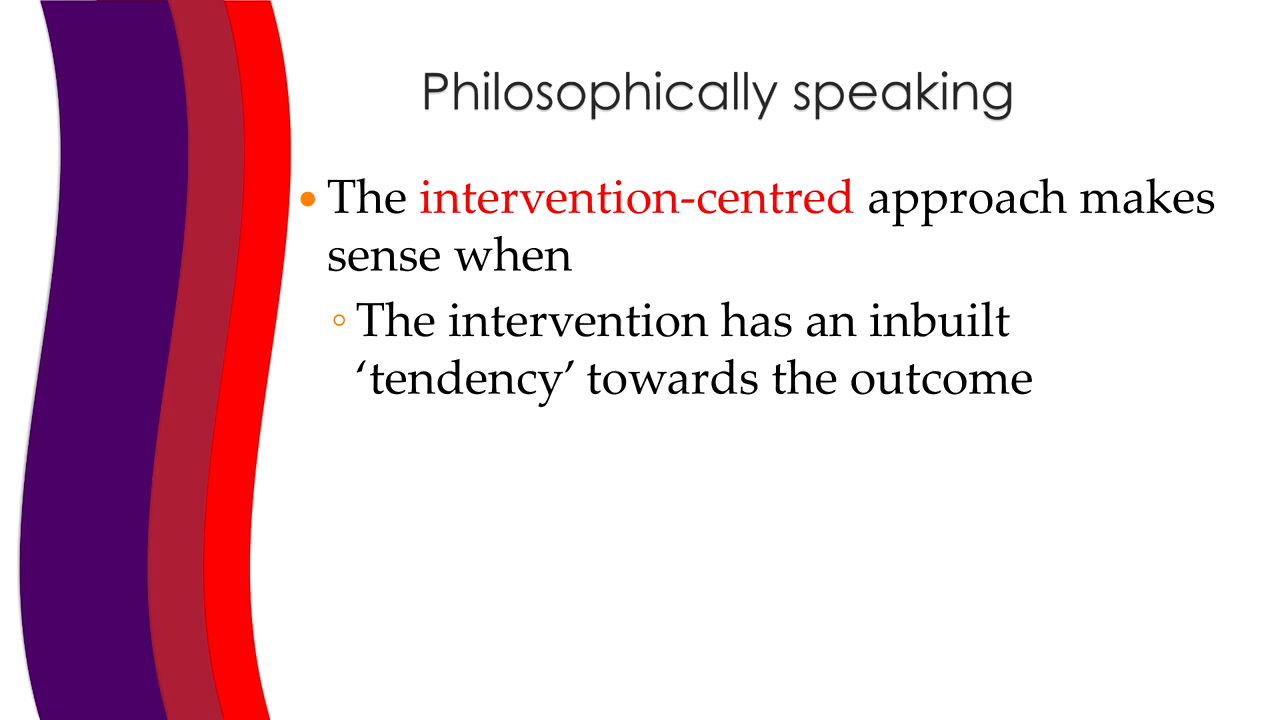 Philosophically speaking
• The intervention-centred approach makes
sense when
◦ The intervention has an inbuilt
‘tendency’ towards the outcome